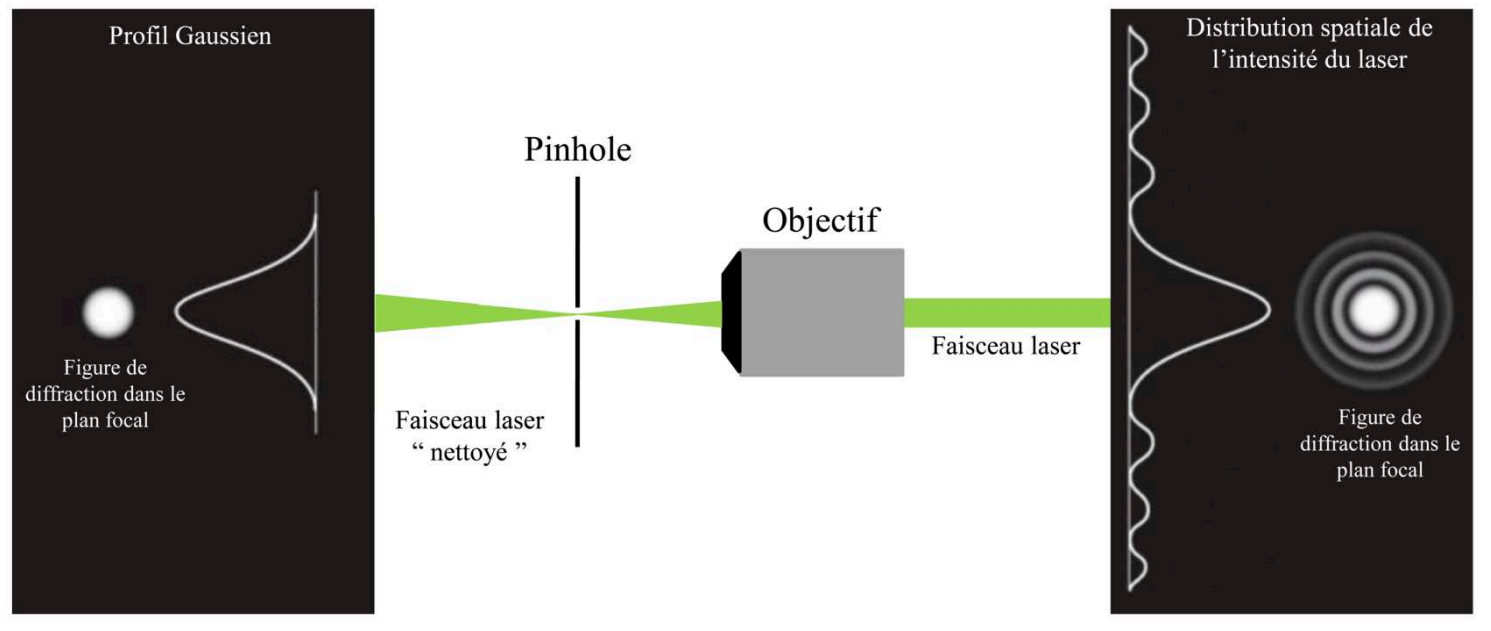 Profil Gaussien
Figure de
diffraction dans le
plan focal
Pinhole
Faisceau laser
“ nettoyé ”
Objectif
Faisceau laser
Distribution spatiale de
l’intensité du laser
Figure de
diffraction dans le
plan focal